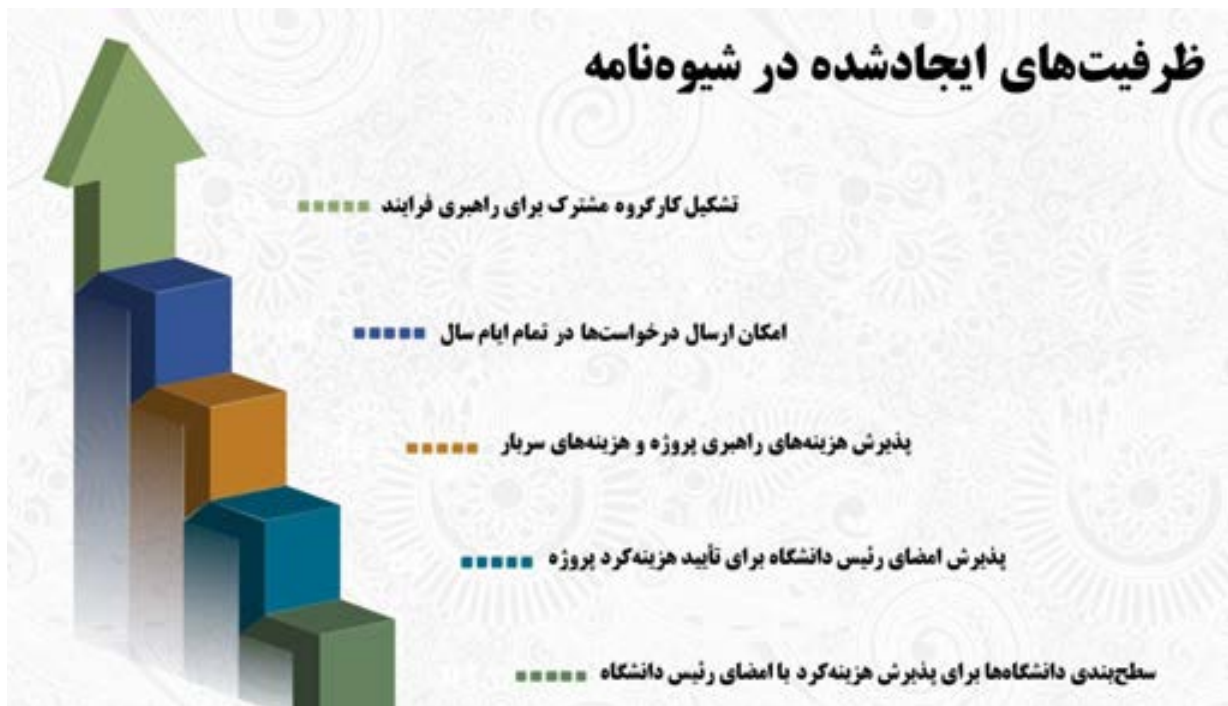 ظرفیت‌های ایجادشده در شیوه‌نامه
تشکیل کارگروه مشترک برای راهبری فرایند
امکان ارسال درخواست‌ها در تمام ایام سال
پذیرش هزینه‌های راهبری پروژه و هزینه‌های سربار
پذیرش امضای رئیس دانشگاه برای تأیید هزینه‌کرد پروژه
سطح‌بندی دانشگاه‌ها برای پذیرش هزینه‌کرد با امضای رئیس دانشگاه